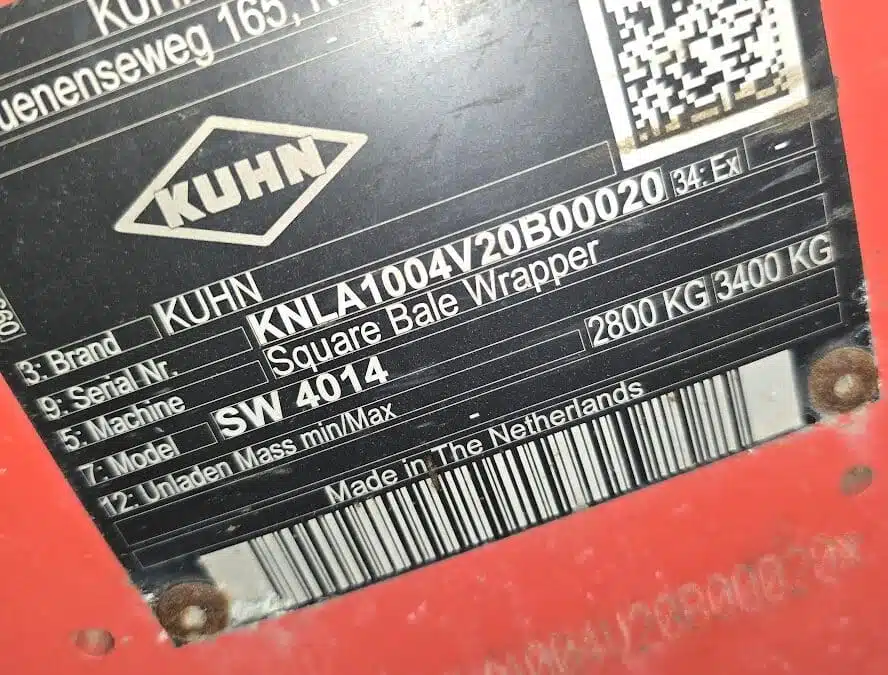 KUHN
165,
KUHN
34: Ex -
3: Brand KUHN
9: Serial Nr. KNLA1004V20B00020
5: Machine Square Bale Wrapper
7: Model SW 4014
12: Unladen Mass min/Max 2800 KG 3400 KG
-
Made in The Netherlands